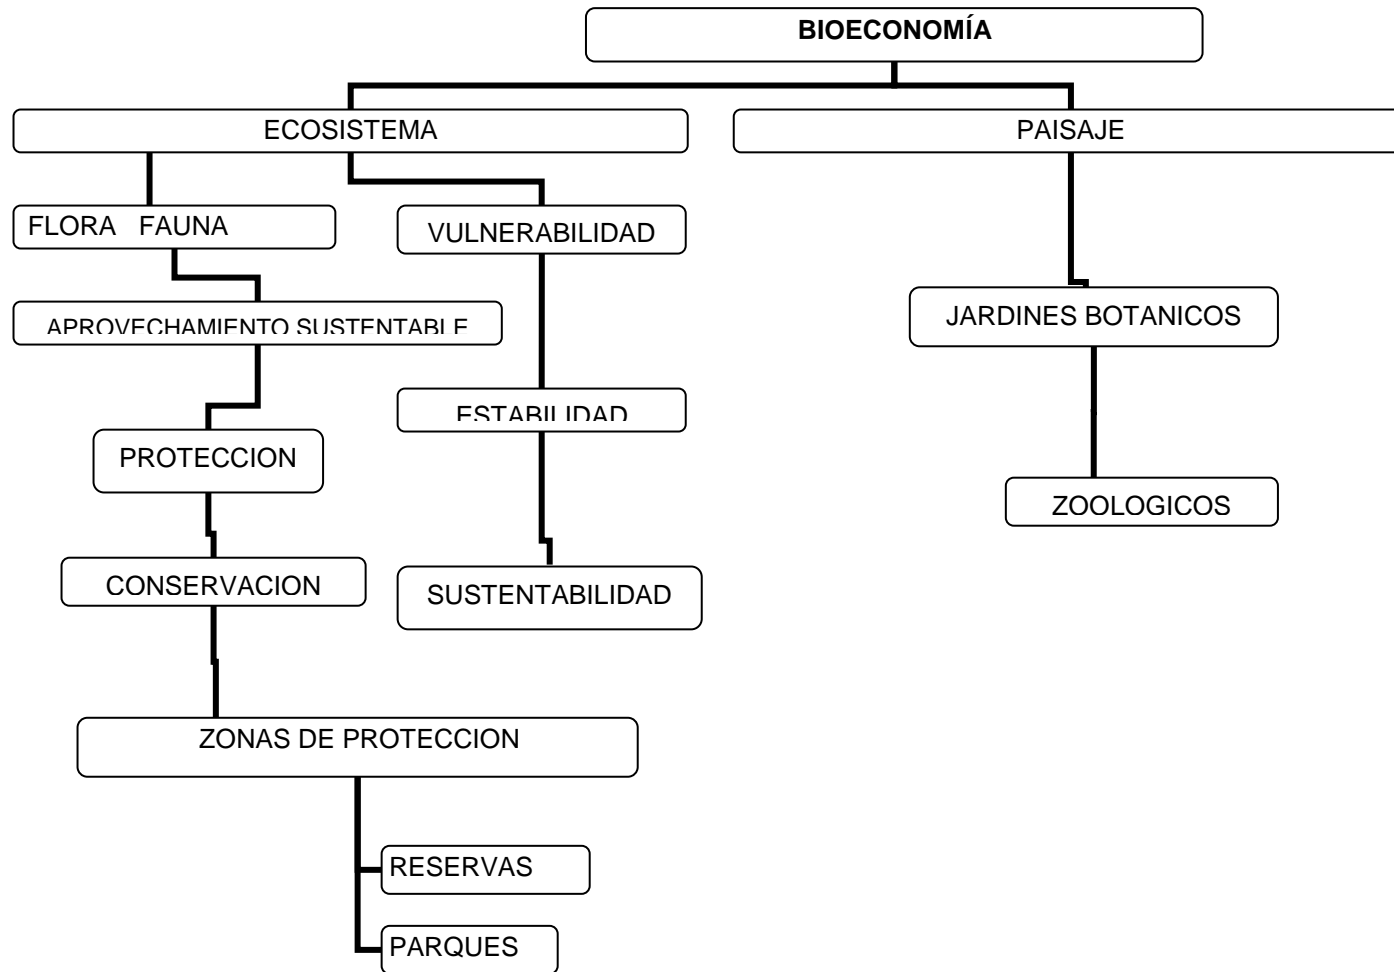 BIOECONOMÍA
ECOSISTEMA
PAISAJE
FLORA   FAUNA
VULNERABILIDAD
APROVECHAMIENTO SUSTENTABLE
JARDINES BOTANICOS
ESTABILIDAD
PROTECCION
ZOOLOGICOS
CONSERVACION
SUSTENTABILIDAD
ZONAS DE PROTECCION
RESERVAS
PARQUES